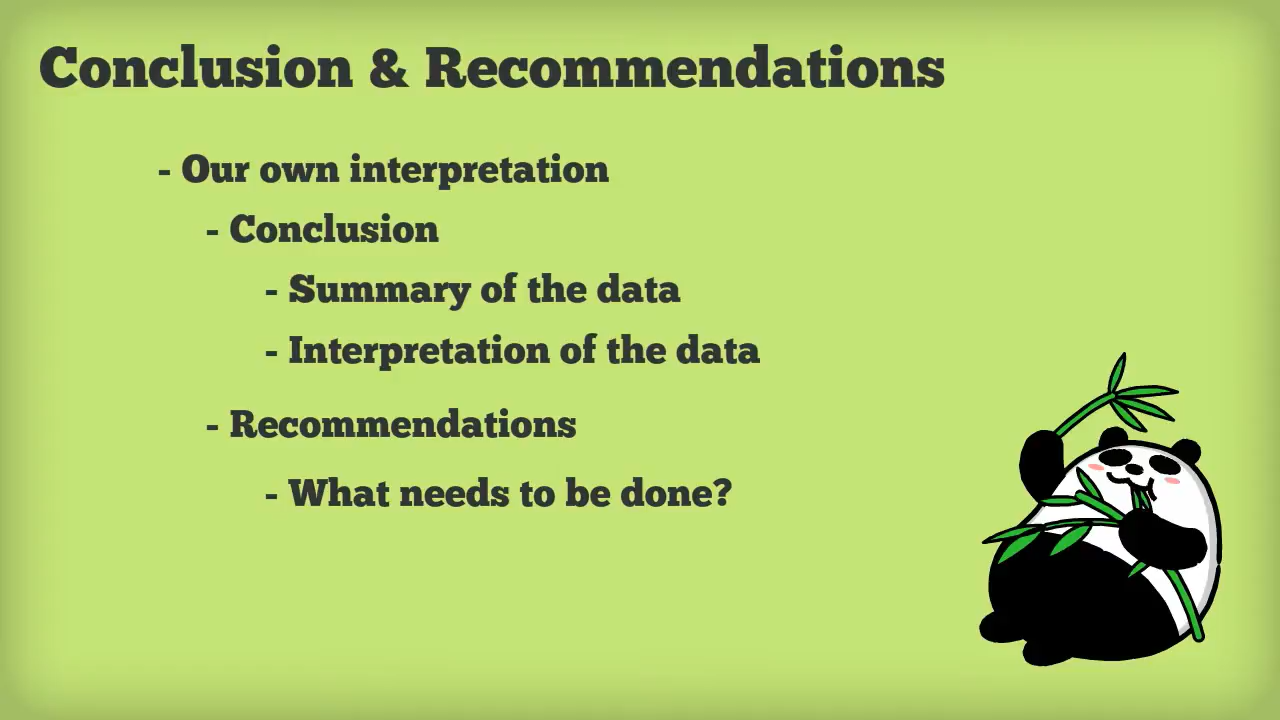 Conclusion & Recommendations
- Our own interpretation
- Conclusion
- Summary of the data
- Interpretation of the data
- Recommendations
- What needs to be done?